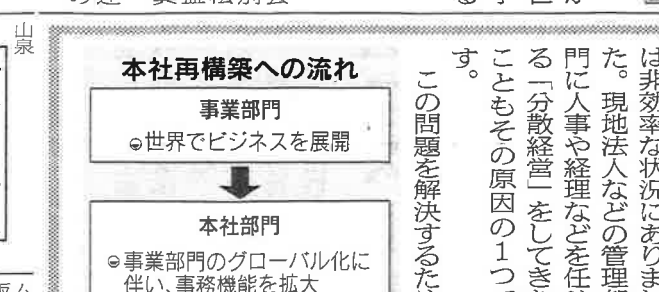 山
泉
本社再構築への流れ
事業部門
世界でビジネスを展開
本社部門
事業部門のグローバル化に
伴い、事務機能を拡大
は非効率な状況にありまし
た。現地法人などの管理
門に人事や経理などを任せ
る「分散経営」をしてき
こともその原因の1つで
す。
この問題を解決するた